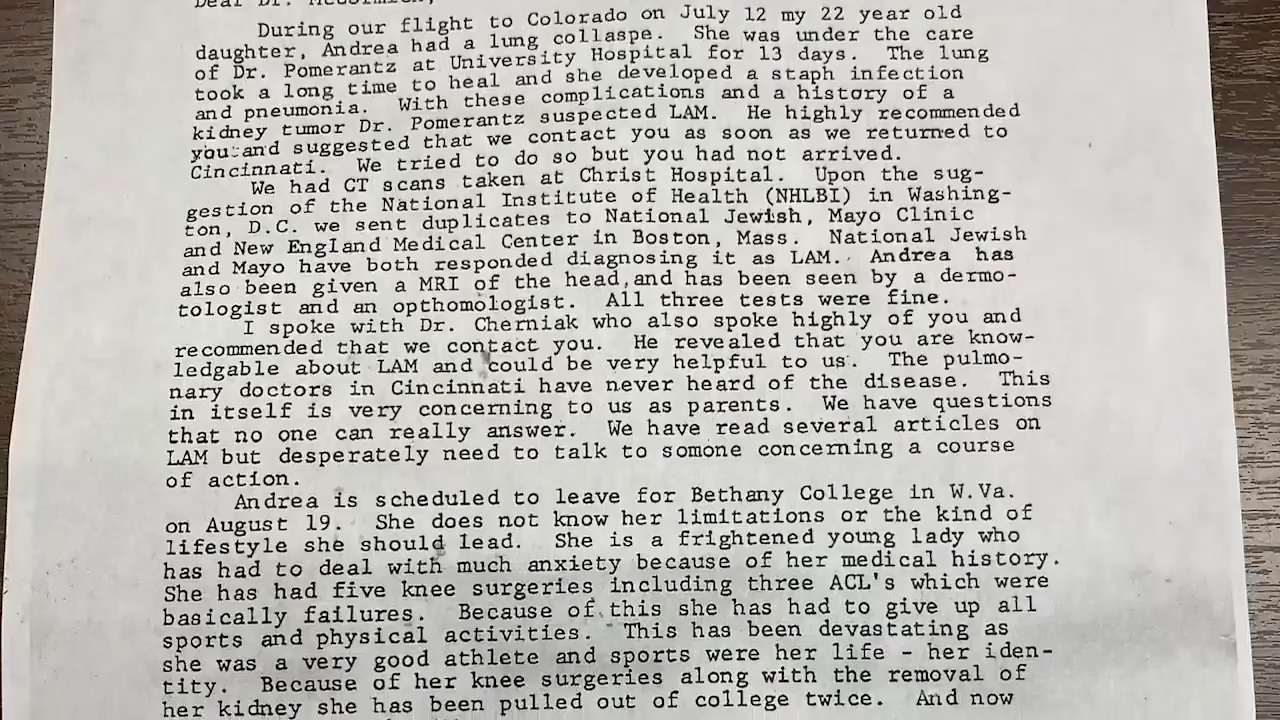 Dear Dr. McCormick,
During our flight to Colorado on July 12 my 22 year old
daughter, Andrea had a lung collaspe. She was under the care
of Dr. Pomerantz at University Hospital for 13 days. The lung
took a long time to heal and she developed a staph infection
and pneumonia. With these complications and a history of a
kidney tumor Dr. Pomerantz suspected LAM. He highly recommended
you and suggested that we contact you as soon as we returned to
Cincinnati. We tried to do so but you had not arrived.
We had CT scans taken at Christ Hospital. Upon the sug-
gestion of the National Institute of Health (NHLBI) in Washing-
ton, D.C. we sent duplicates to National Jewish, Mayo Clinic
and New England Medical Center in Boston, Mass. National Jewish
and Mayo have both responded diagnosing it as LAM. Andrea has
also been given a MRI of the head,and has been seen by a dermo-
tologist and an opthomologist. All three tests were fine.
I spoke with Dr. Cherniak who also spoke highly of you and
recommended that we contact you. He revealed that you are know-
ledgable about LAM and could be very helpful to us. The pulmo-
nary doctors in Cincinnati have never heard of the disease. This
in itself is very concerning to us as parents. We have questions
that no one can really answer. We have read several articles on
LAM but desperately need to talk to somone concerning a course
of action.
Andrea is scheduled to leave for Bethany College in W.Va.
on August 19. She does not know her limitations or the kind of
lifestyle she should lead. She is a frightened young lady who
has had to deal with much anxiety because of her medical history.
She has had five knee surgeries including three ACL's which were
basically failures. Because of this she has had to give up all
sports and physical activities. This has been devastating as
she was a very good athlete and sports were her life - her iden-
tity. Because of her knee surgeries along with the removal of
her kidney she has been pulled out of college twice. And now